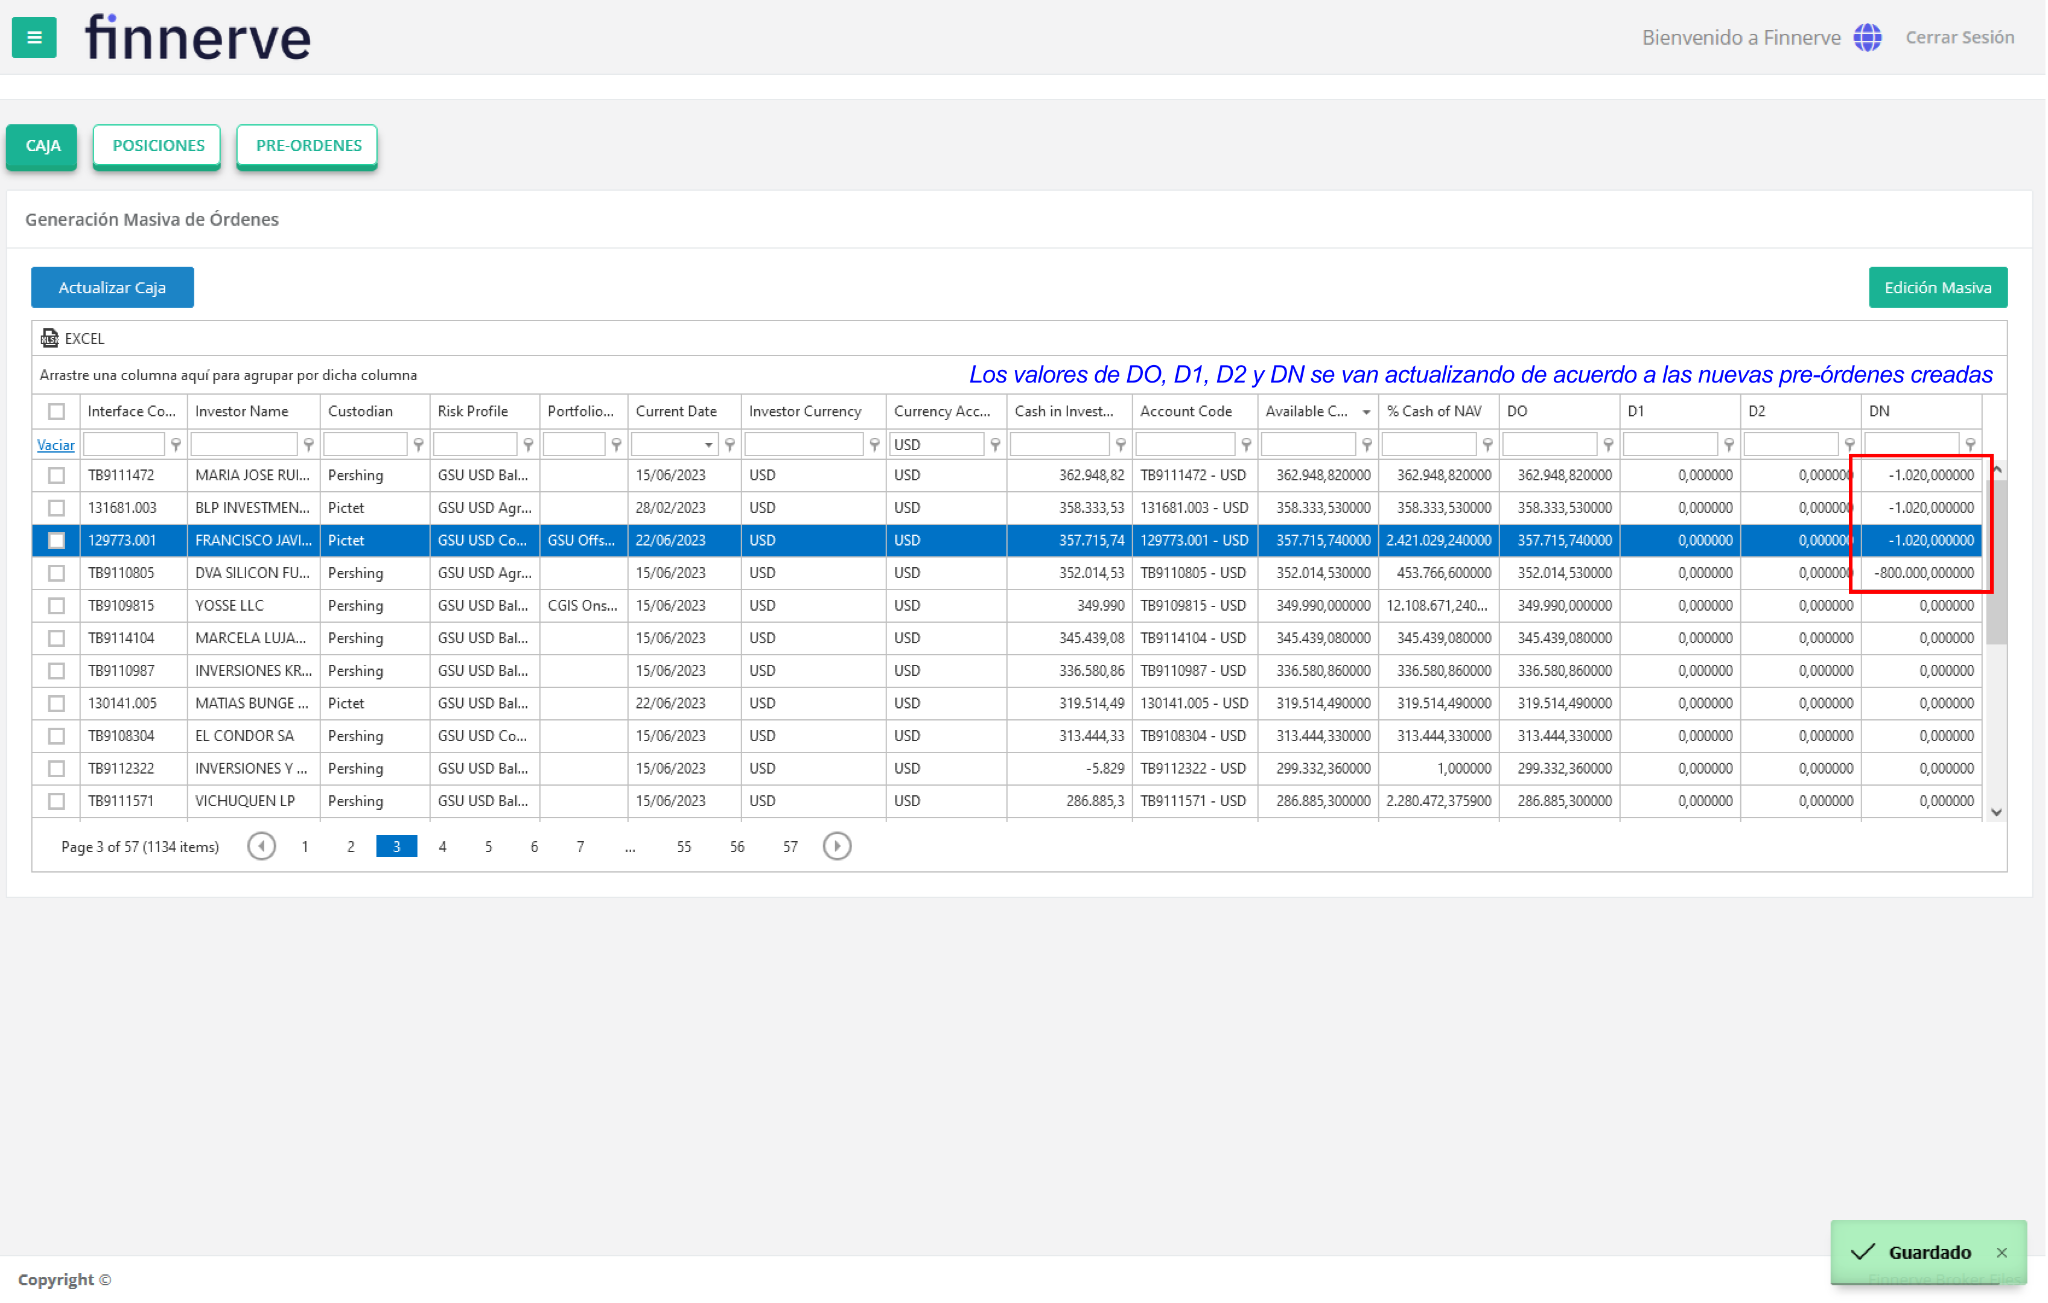 finnerve
Bienvenido a Finnerve Cerrar Sesión
CAJA POSICIONES PRE-ORDENES
Generación Masiva de Órdenes
Actualizar Caja Edición Masiva
XLSX EXCEL
Arrastre una columna aquí para agrupar por dicha columna Los valores de DO, D1, D2 y DN se van actualizando de acuerdo a las nuevas pre-órdenes creadas
Interface Co... Investor Name Custodian Risk Profile Portfolio... Current Date Investor Currency Currency Acc... Cash in Invest... Account Code Available C... % Cash of NAV DO D1 D2 DN
Vaciar USD
TB9111472 MARIA JOSE RUI... Pershing GSU USD Bal... 15/06/2023 USD USD 362.948,82 TB9111472 - USD 362.948,820000 362.948,820000 362.948,820000 0,000000 0,000000 -1.020,000000
131681.003 BLP INVESTMEN... Pictet GSU USD Agr... 28/02/2023 USD USD 358.333,53 131681.003 - USD 358.333,530000 358.333,530000 358.333,530000 0,000000 0,000000 -1.020,000000
129773.001 FRANCISCO JAVI... Pictet GSU USD Co... GSU Offs... 22/06/2023 USD USD 357.715,74 129773.001 - USD 357.715,740000 2.421.029,240000 357.715,740000 0,000000 0,000000 -1.020,000000
TB9110805 DVA SILICON FU... Pershing GSU USD Agr... 15/06/2023 USD USD 352.014,53 TB9110805 - USD 352.014,530000 453.766,600000 352.014,530000 0,000000 0,000000 -800.000,000000
TB9109815 YOSSE LLC Pershing GSU USD Bal... CGIS Ons... 15/06/2023 USD USD 349.990 TB9109815 - USD 349.990,000000 12.108.671,240... 349.990,000000 0,000000 0,000000 0,000000
TB9114104 MARCELA LUJA... Pershing GSU USD Bal... 15/06/2023 USD USD 345.439,08 TB9114104 - USD 345.439,080000 345.439,080000 345.439,080000 0,000000 0,000000 0,000000
TB9110987 INVERSIONES KR... Pershing GSU USD Bal... 15/06/2023 USD USD 336.580,86 TB9110987 - USD 336.580,860000 336.580,860000 336.580,860000 0,000000 0,000000 0,000000
130141.005 MATIAS BUNGE ... Pictet GSU USD Bal... 22/06/2023 USD USD 319.514,49 130141.005 - USD 319.514,490000 319.514,490000 319.514,490000 0,000000 0,000000 0,000000
TB9108304 EL CONDOR SA Pershing GSU USD Co... 15/06/2023 USD USD 313.444,33 TB9108304 - USD 313.444,330000 313.444,330000 313.444,330000 0,000000 0,000000 0,000000
TB9112322 INVERSIONES Y ... Pershing GSU USD Bal... 15/06/2023 USD USD -5.829 TB9112322 - USD 299.332,360000 1,000000 299.332,360000 0,000000 0,000000 0,000000
TB9111571 VICHUQUEN LP Pershing GSU USD Bal... 15/06/2023 USD USD 286.885,3 TB9111571 - USD 286.885,300000 2.280.472,375900 286.885,300000 0,000000 0,000000 0,000000
Page 3 of 57 (1134 items) 1 2 3 4 5 6 7 ... 55 56 57
Guardado ×
Copyright © Finnerve Broker Files